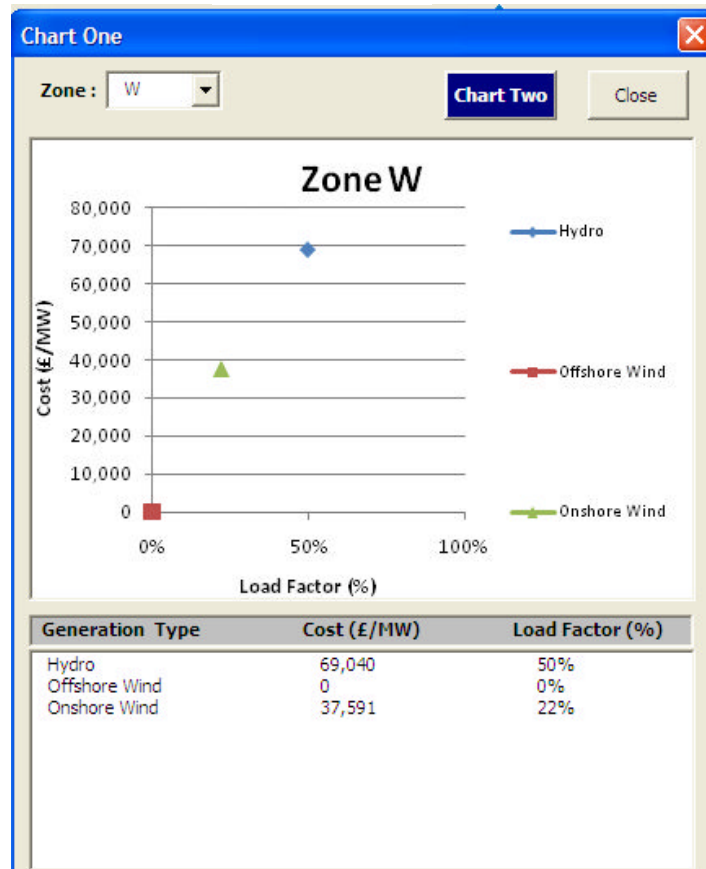 Chart One
Zone : W
Chart Two
Close
Zone W
80,000
70,000
60,000
50,000
40,000
30,000
20,000
10,000
0
Cost (£/MW)
0% 50% 100%
Load Factor (%)
Hydro
Offshore Wind
Onshore Wind
Generation Type Cost (£/MW) Load Factor (%)
Hydro 69,040 50%
Offshore Wind 0 0%
Onshore Wind 37,591 22%